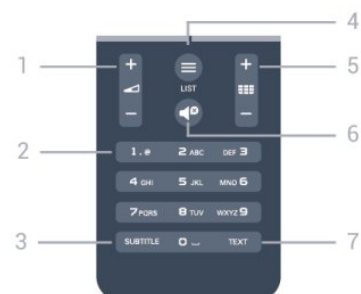 4
1 + + 5
LIST
- - 6
2 1.@ 2 ABC DEF 3
4 GHI 5 JKL MNO 6
7 PQRS 8 TUV WXYZ 9
3 SUBTITLE 0 ⎵ TEXT 7